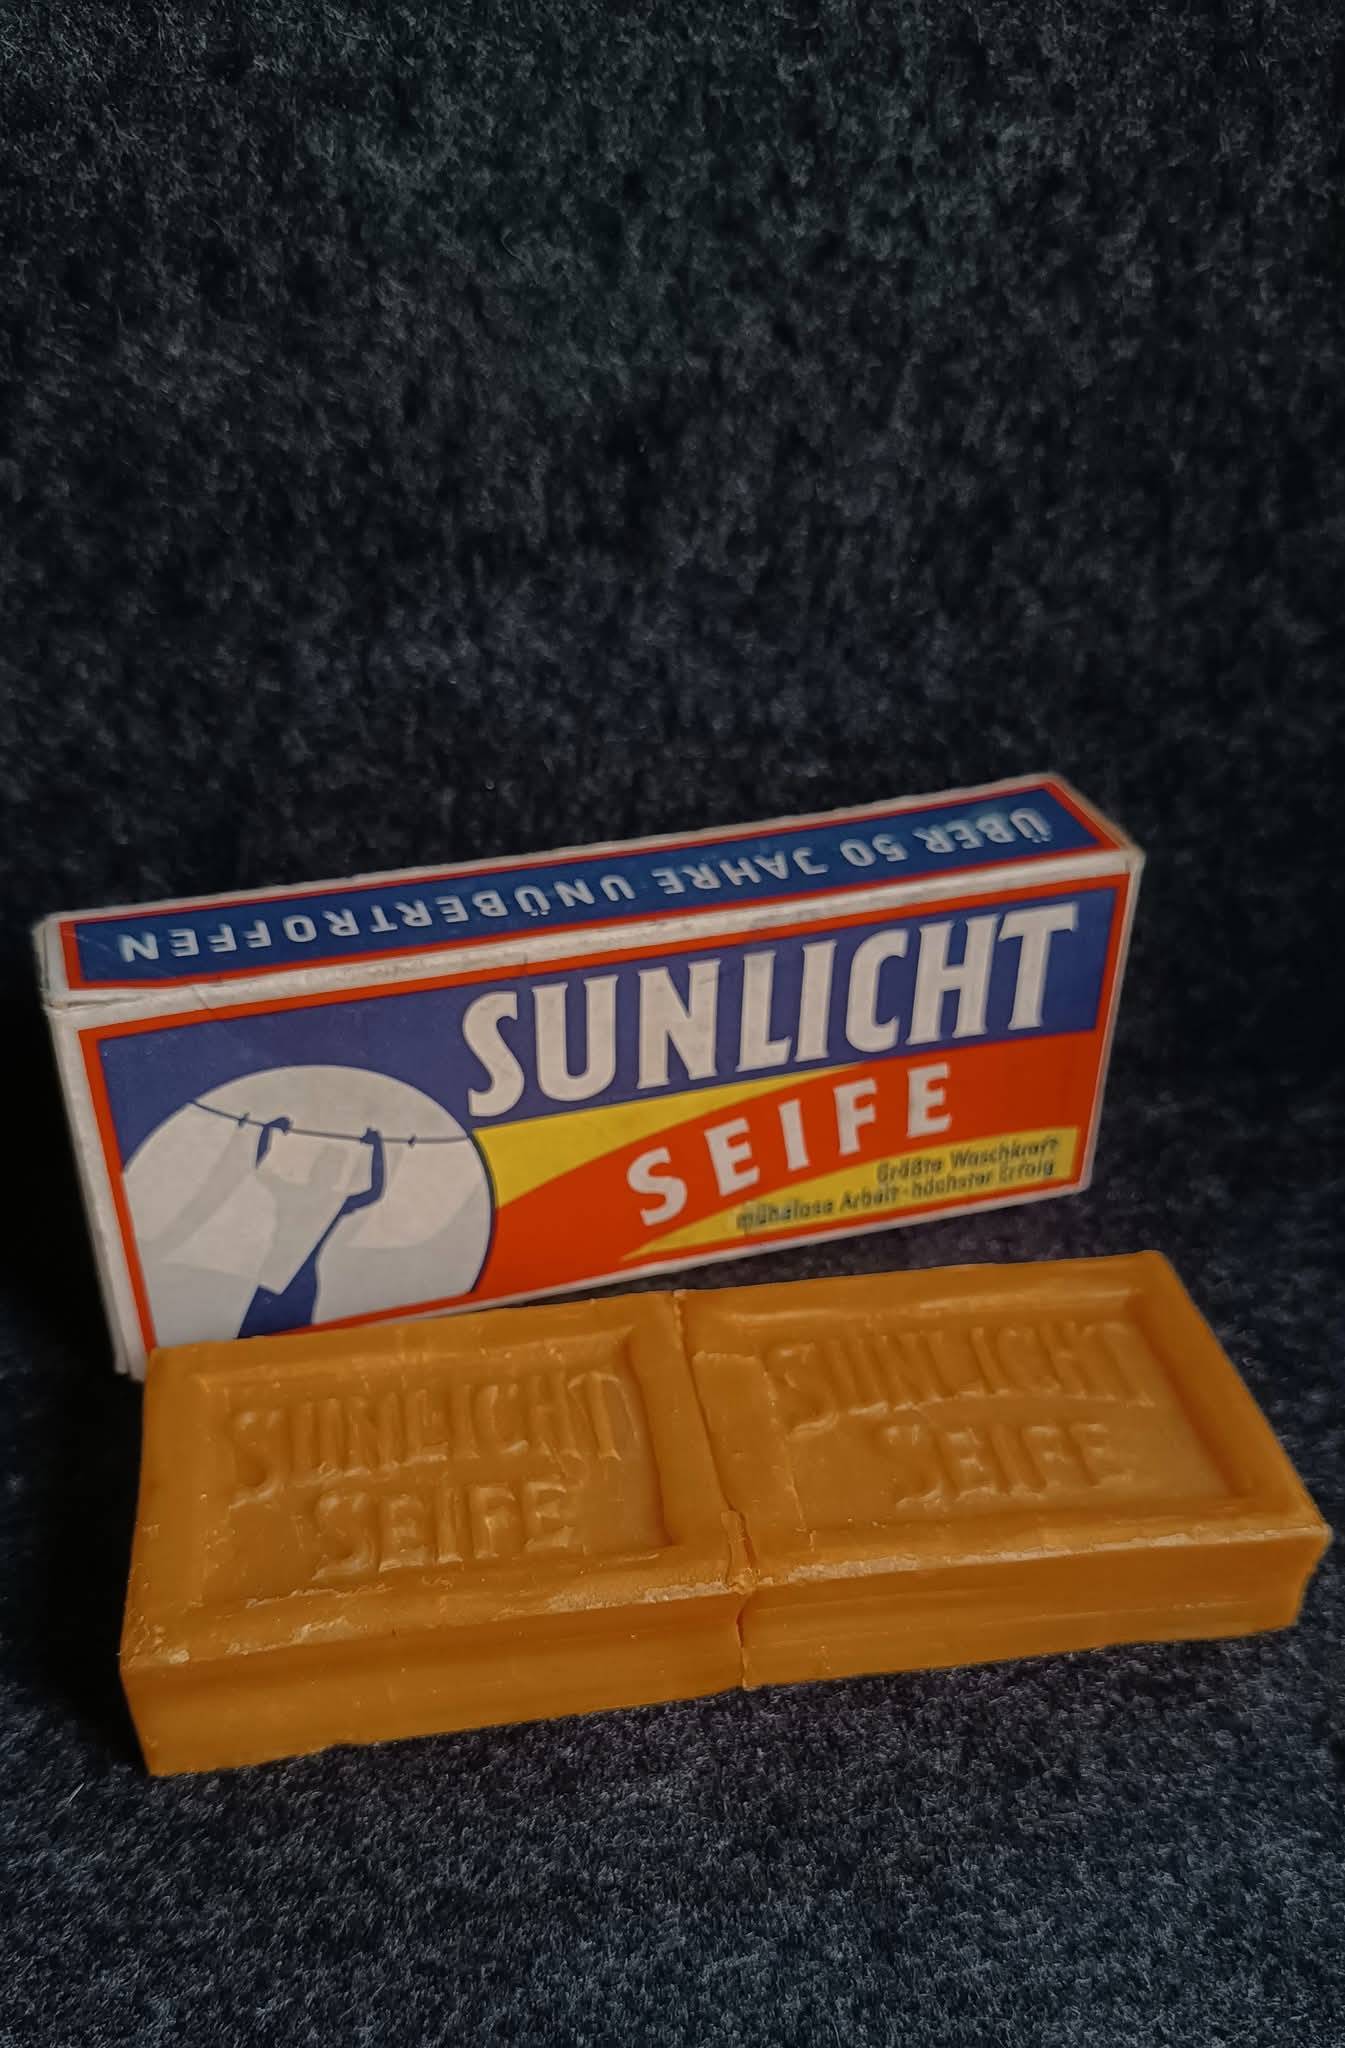 ÜBER 50 JAHRE UNÜBERTROFFEN
SUNLICHT
SEIFE
Größte Waschkraft
mühelose Arbeit - höchster Erfolg
SUNLICHT
SEIFE
SUNLICHT
SEIFE